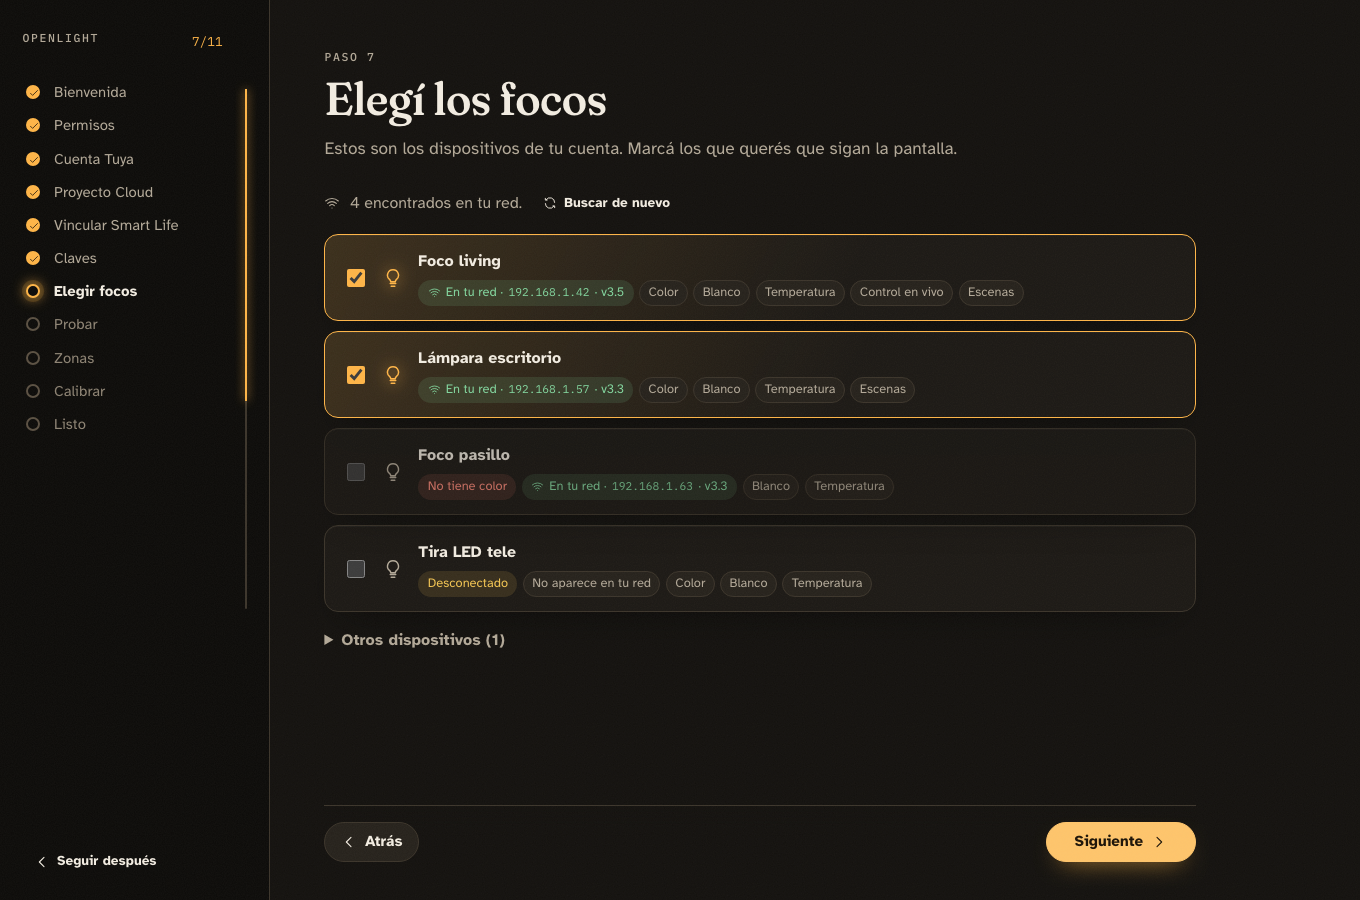 OPENLIGHT
7/11
Bienvenida
Permisos
Cuenta Tuya
Proyecto Cloud
Vincular Smart Life
Claves
Elegir focos
Probar
Zonas
Calibrar
Listo
Seguir después
PASO 7
Elegí los focos
Estos son los dispositivos de tu cuenta. Marcá los que querés que sigan la pantalla.
4 encontrados en tu red. Buscar de nuevo
Foco living
En tu red · 192.168.1.42 · v3.5 Color Blanco Temperatura Control en vivo Escenas
Lámpara escritorio
En tu red · 192.168.1.57 · v3.3 Color Blanco Temperatura Escenas
Foco pasillo
No tiene color En tu red · 192.168.1.63 · v3.3 Blanco Temperatura
Tira LED tele
Desconectado No aparece en tu red Color Blanco Temperatura
Otros dispositivos (1)
Atrás
Siguiente